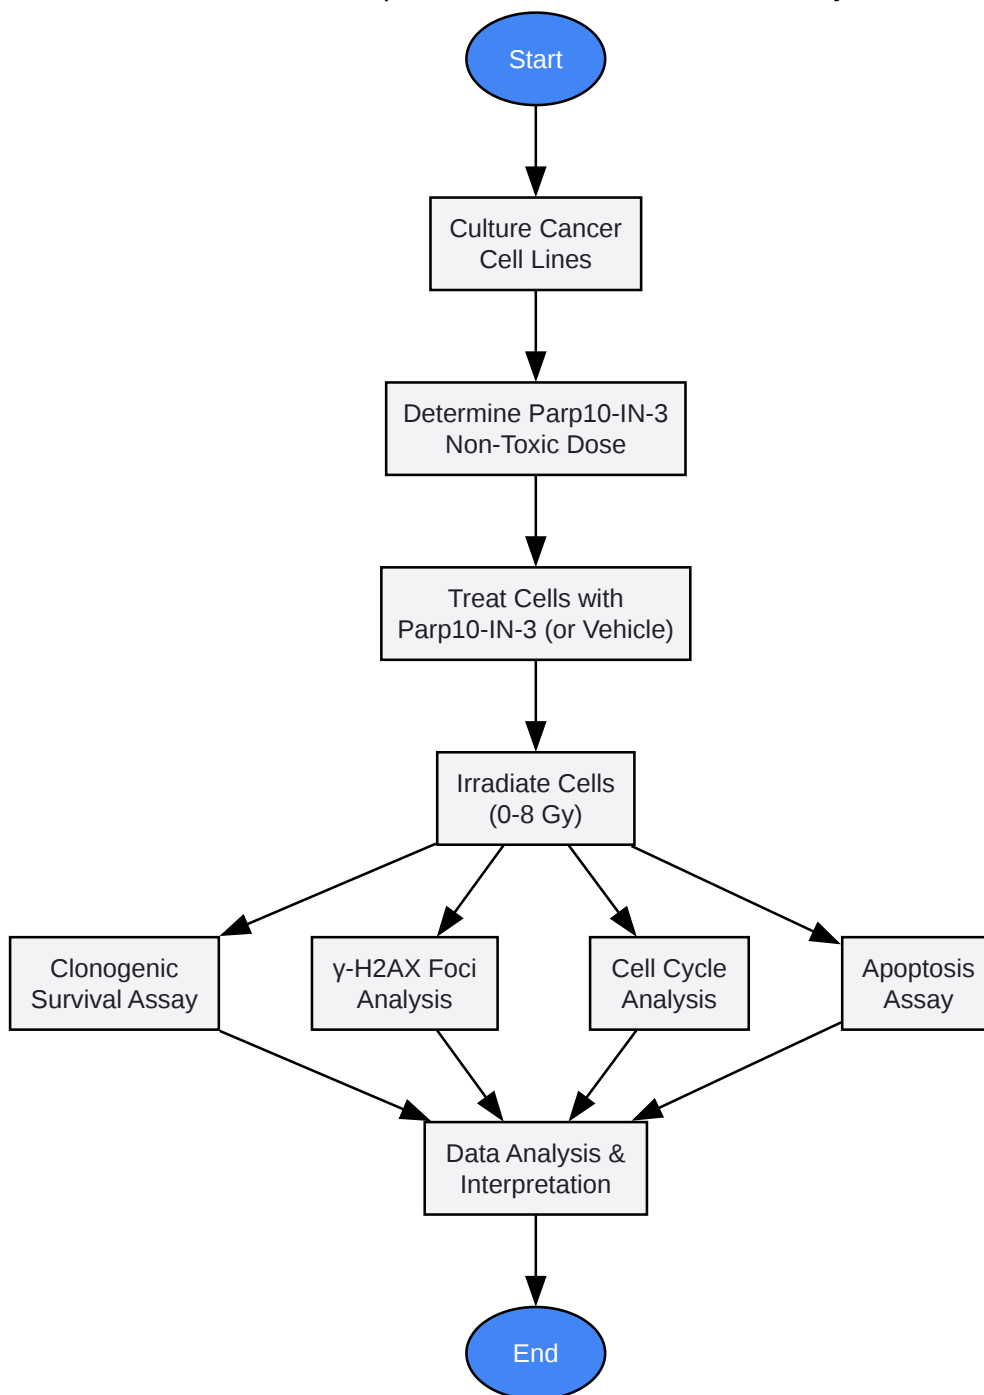 Start
Culture Cancer
Cell Lines
Determine Parp10-IN-3
Non-Toxic Dose
Treat Cells with
Parp10-IN-3 (or Vehicle)
Irradiate Cells
(0-8 Gy)
Clonogenic
Survival Assay
γ-H2AX Foci
Analysis
Cell Cycle
Analysis
Apoptosis
Assay
Data Analysis &
Interpretation
End